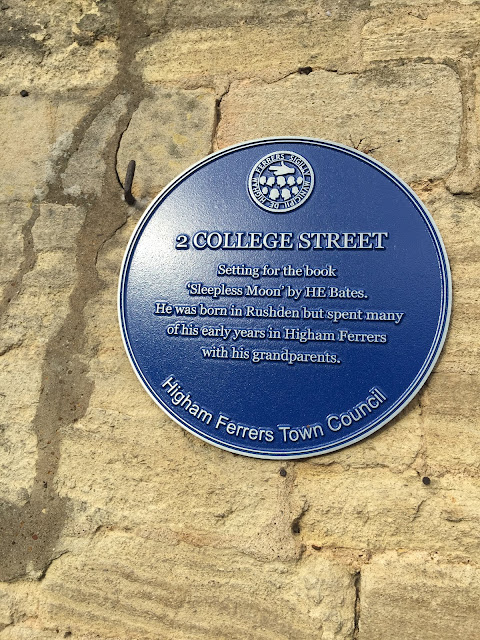 2 COLLEGE STREET
Setting for the book
'Sleepless Moon' by HE Bates.
He was born in Rushden but spent many
of his early years in Higham Ferrers
with his grandparents.
Higham Ferrers Town Council